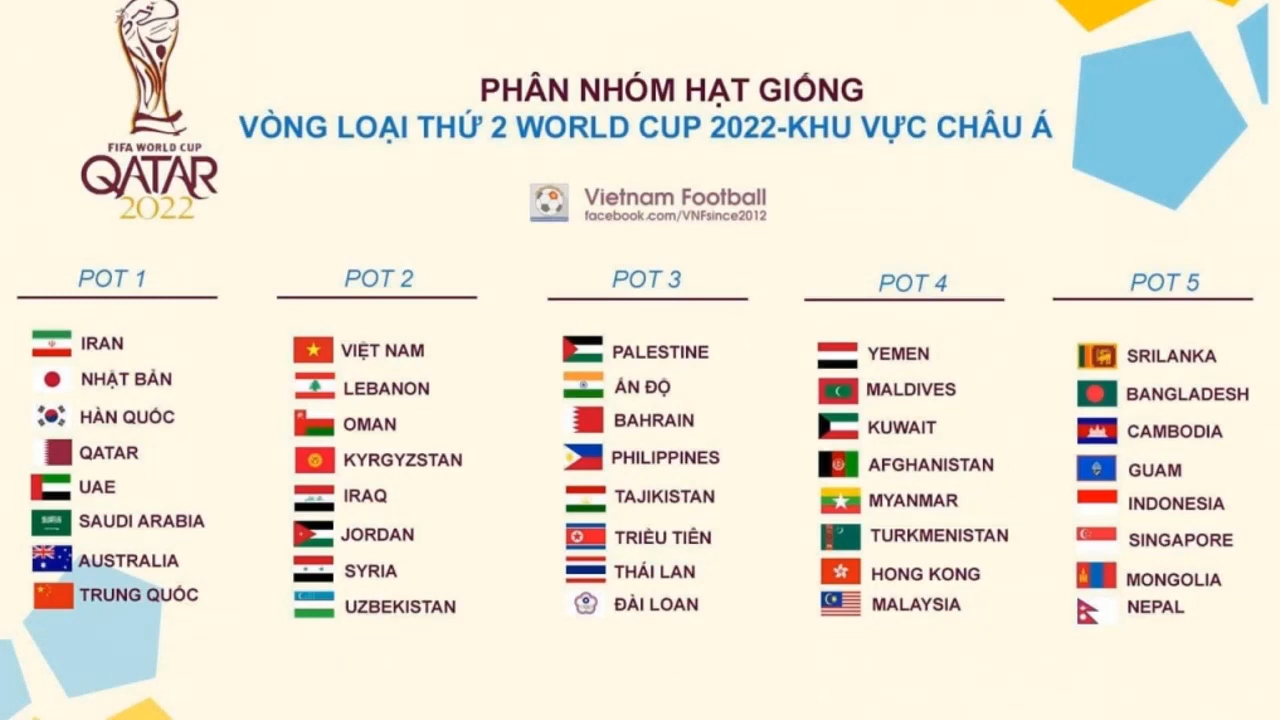 FIFA WORLD CUP
QATAR
2022
PHÂN NHÓM HẠT GIỐNG
VÒNG LOẠI THỨ 2 WORLD CUP 2022-KHU VỰC CHÂU Á
Vietnam Football
facebook.com/VNFsince2012
POT 1
IRAN
NHẬT BẢN
HÀN QUỐC
QATAR
UAE
SAUDI ARABIA
AUSTRALIA
TRUNG QUỐC
POT 2
VIỆT NAM
LEBANON
OMAN
KYRGYZSTAN
IRAQ
JORDAN
SYRIA
UZBEKISTAN
POT 3
PALESTINE
ẤN ĐỘ
BAHRAIN
PHILIPPINES
TAJIKISTAN
TRIỀU TIÊN
THÁI LAN
ĐÀI LOAN
POT 4
YEMEN
MALDIVES
KUWAIT
AFGHANISTAN
MYANMAR
TURKMENISTAN
HONG KONG
MALAYSIA
POT 5
SRILANKA
BANGLADESH
CAMBODIA
GUAM
INDONESIA
SINGAPORE
MONGOLIA
NEPAL